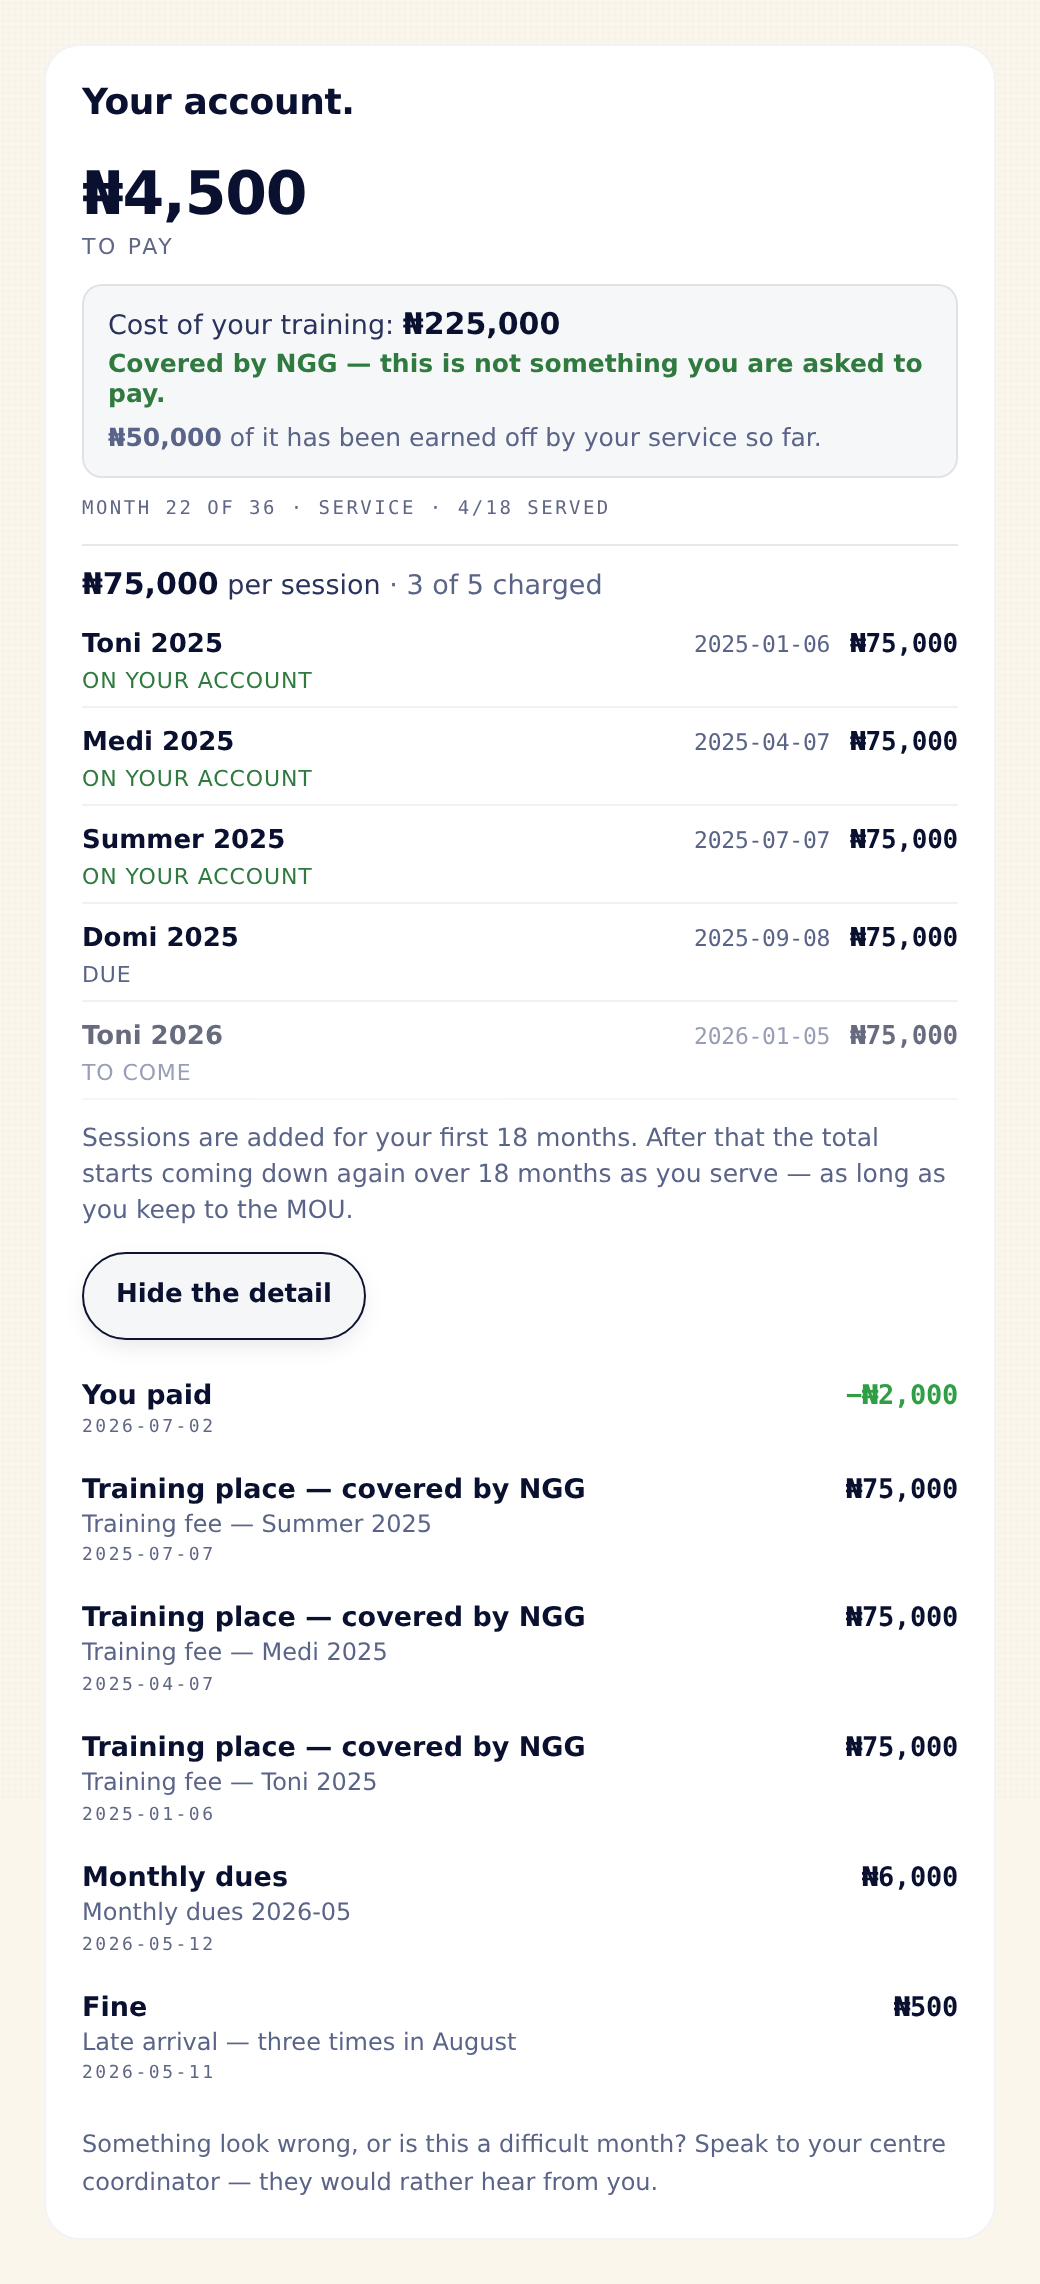 Your account.
₦4,500
TO PAY
Cost of your training: ₦225,000
Covered by NGG — this is not something you are asked to
pay.
₦50,000 of it has been earned off by your service so far.
MONTH 22 OF 36 · SERVICE · 4/18 SERVED
₦75,000 per session · 3 of 5 charged
Toni 2025 2025-01-06 ₦75,000
ON YOUR ACCOUNT
Medi 2025 2025-04-07 ₦75,000
ON YOUR ACCOUNT
Summer 2025 2025-07-07 ₦75,000
ON YOUR ACCOUNT
Domi 2025 2025-09-08 ₦75,000
DUE
Toni 2026 2026-01-05 ₦75,000
TO COME
Sessions are added for your first 18 months. After that the total
starts coming down again over 18 months as you serve — as long as
you keep to the MOU.
Hide the detail
You paid −₦2,000
2026-07-02
Training place — covered by NGG ₦75,000
Training fee — Summer 2025
2025-07-07
Training place — covered by NGG ₦75,000
Training fee — Medi 2025
2025-04-07
Training place — covered by NGG ₦75,000
Training fee — Toni 2025
2025-01-06
Monthly dues ₦6,000
Monthly dues 2026-05
2026-05-12
Fine ₦500
Late arrival — three times in August
2026-05-11
Something look wrong, or is this a difficult month? Speak to your centre
coordinator — they would rather hear from you.